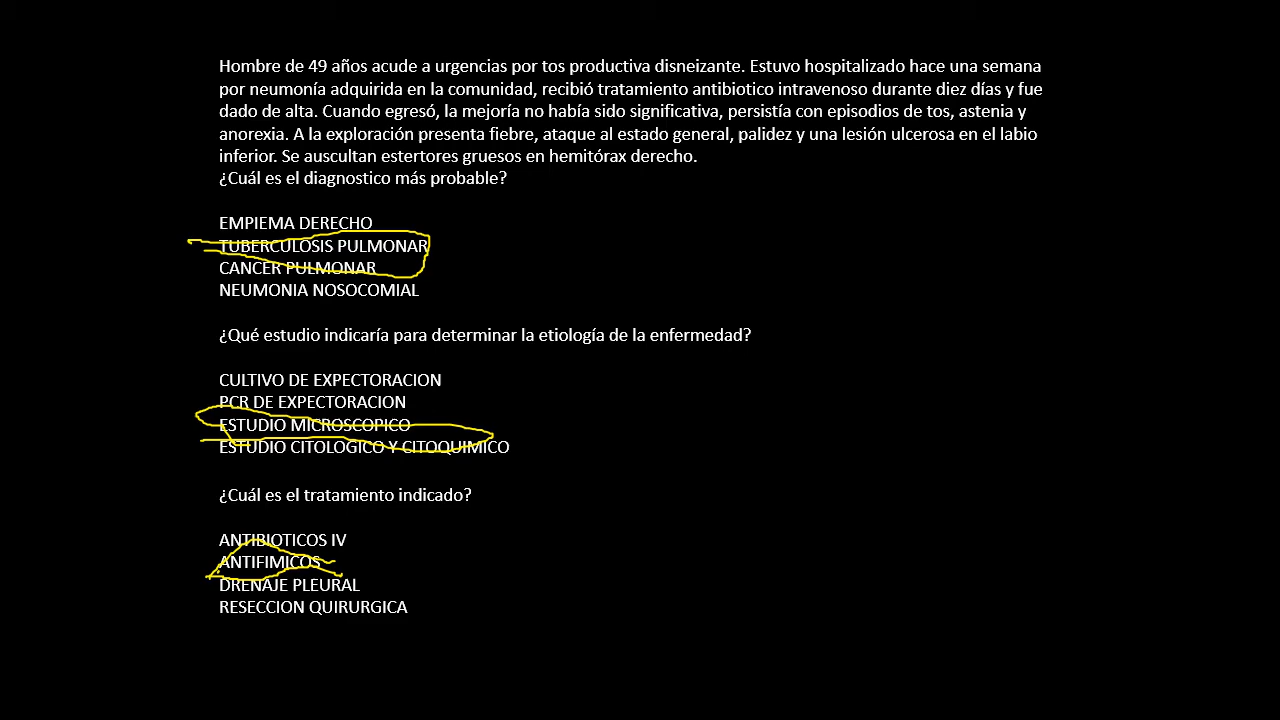 Hombre de 49 años acude a urgencias por tos productiva disneizante. Estuvo hospitalizado hace una semana
por neumonía adquirida en la comunidad, recibió tratamiento antibiotico intravenoso durante diez días y fue
dado de alta. Cuando egresó, la mejoría no había sido significativa, persistía con episodios de tos, astenia y
anorexia. A la exploración presenta fiebre, ataque al estado general, palidez y una lesión ulcerosa en el labio
inferior. Se auscultan estertores gruesos en hemitórax derecho.
¿Cuál es el diagnostico más probable?
EMPIEMA DERECHO
TUBERCULOSIS PULMONAR
CANCER PULMONAR
NEUMONIA NOSOCOMIAL
¿Qué estudio indicaría para determinar la etiología de la enfermedad?
CULTIVO DE EXPECTORACION
PCR DE EXPECTORACION
ESTUDIO MICROSCOPICO
ESTUDIO CITOLOGICO Y CITOQUIMICO
¿Cuál es el tratamiento indicado?
ANTIBIOTICOS IV
ANTIFIMICOS
DRENAJE PLEURAL
RESECCION QUIRURGICA